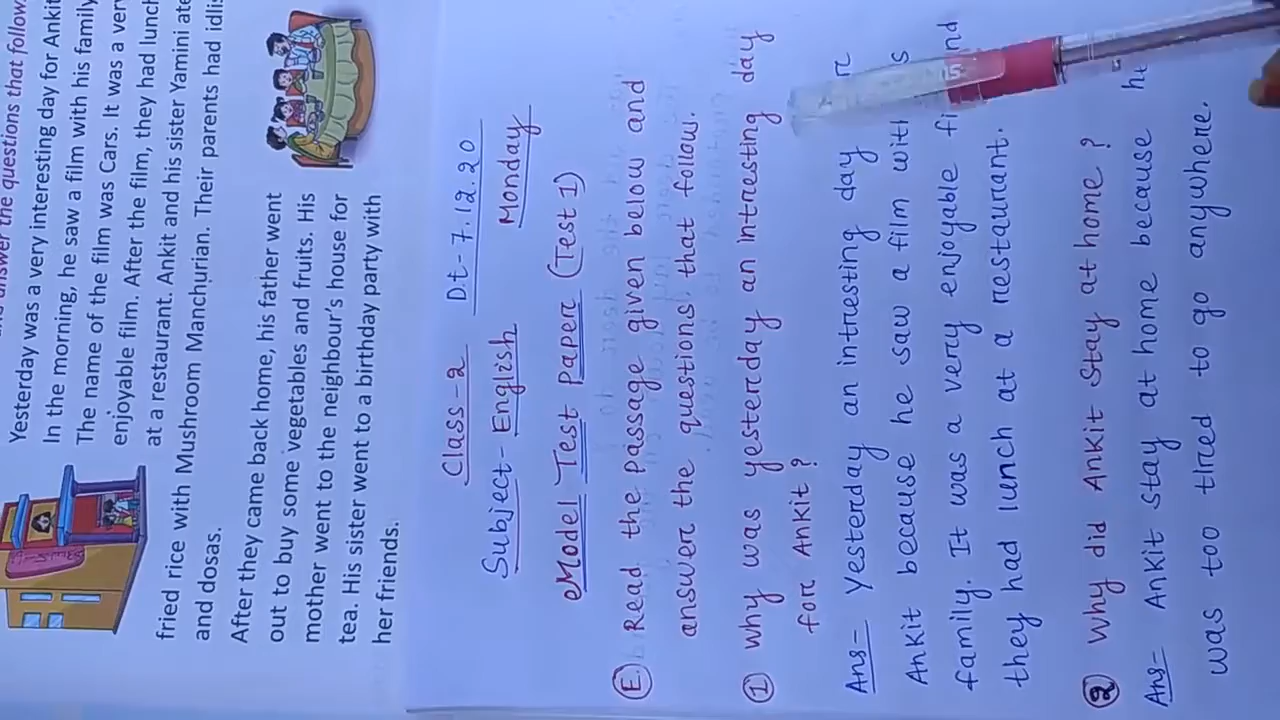 and answer the questions that follow.
Yesterday was a very interesting day for Ankit
In the morning, he saw a film with his family
The name of the film was Cars. It was a very
enjoyable film. After the film, they had lunch
at a restaurant. Ankit and his sister Yamini ate
fried rice with Mushroom Manchurian. Their parents had idlis
and dosas.
After they came back home, his father went
out to buy some vegetables and fruits. His
mother went to the neighbour's house for
tea. His sister went to a birthday party with
her friends.
Class-2 D.t-7.12.20
Subject-English Monday
Model Test paper (Test 1)
(E.) Read the passage given below and
answer the questions, that follow.
(1) Why was yesterday an intresting day
for Ankit?
Ans- Yesterday an intresting day
Ankit because he saw a film with
family. It was a very enjoyable
they had lunch at a restaurant.
(2) Why did Ankit stay at home?
Ans- Ankit stay at home because
was too tired to go anywhere.